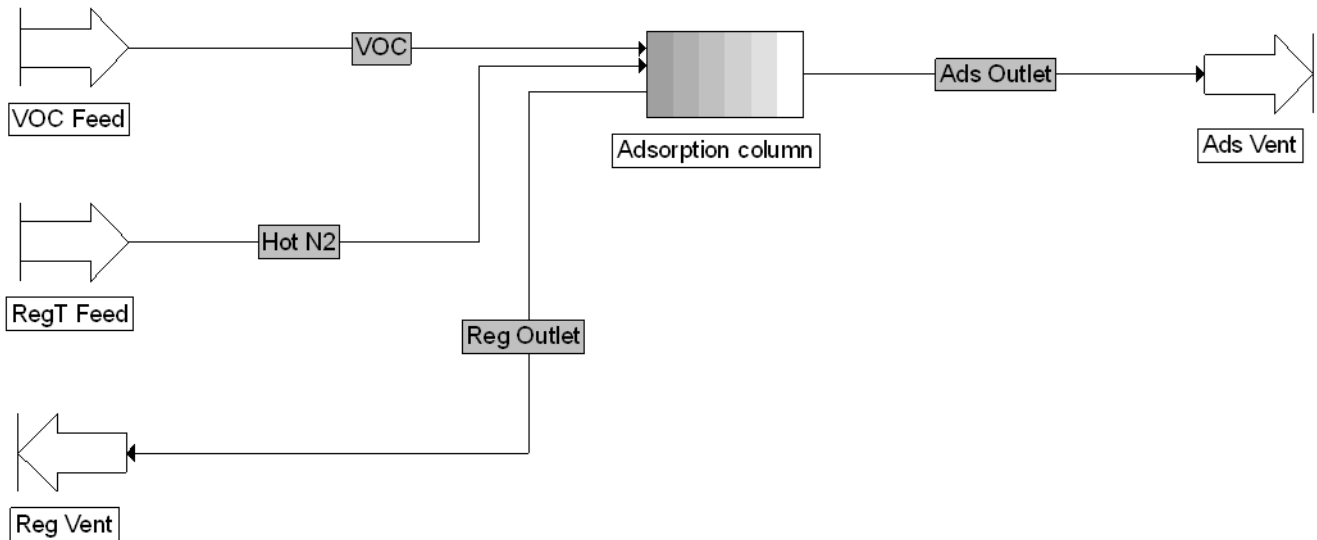 VOC
Ads Outlet
VOC Feed
Adsorption column
Ads Vent
Hot N2
RegT Feed
Reg Outlet
Reg Vent